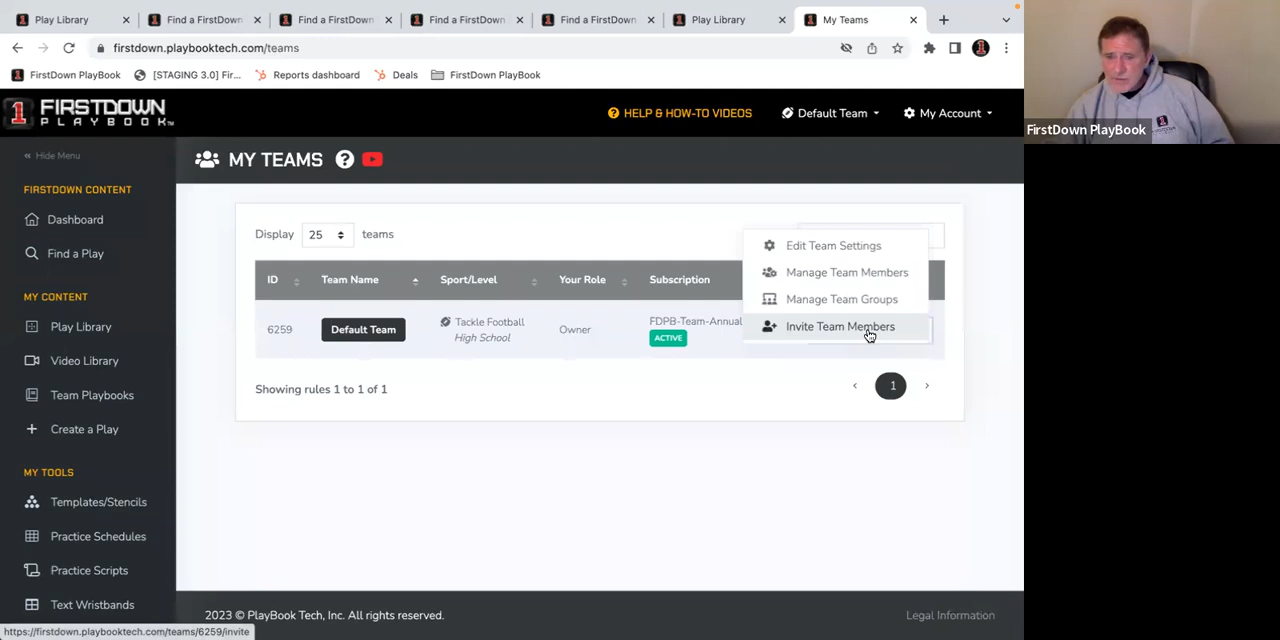 Play Library
Find a FirstDown
Find a FirstDown
Find a FirstDown
Find a FirstDown
Play Library
My Teams
firstdown.playbooktech.com/teams
FirstDown PlayBook
[STAGING 3.0] Fir...
Reports dashboard
Deals
FirstDown PlayBook
1 FIRSTDOWN
PLAYBOOK™
HELP & HOW-TO VIDEOS
Default Team
My Account
FirstDown PlayBook
« Hide Menu
FIRSTDOWN CONTENT
Dashboard
Find a Play
MY CONTENT
Play Library
Video Library
Team Playbooks
Create a Play
MY TOOLS
Templates/Stencils
Practice Schedules
Practice Scripts
Text Wristbands
MY TEAMS
Display 25 teams
ID Team Name Sport/Level Your Role Subscription
6259 Default Team Tackle Football Owner FDPB-Team-Annual
High School ACTIVE
Edit Team Settings
Manage Team Members
Manage Team Groups
Invite Team Members
Showing rules 1 to 1 of 1
‹ 1 ›
2023 © PlayBook Tech, Inc. All rights reserved.
Legal Information
https://firstdown.playbooktech.com/teams/6259/invite